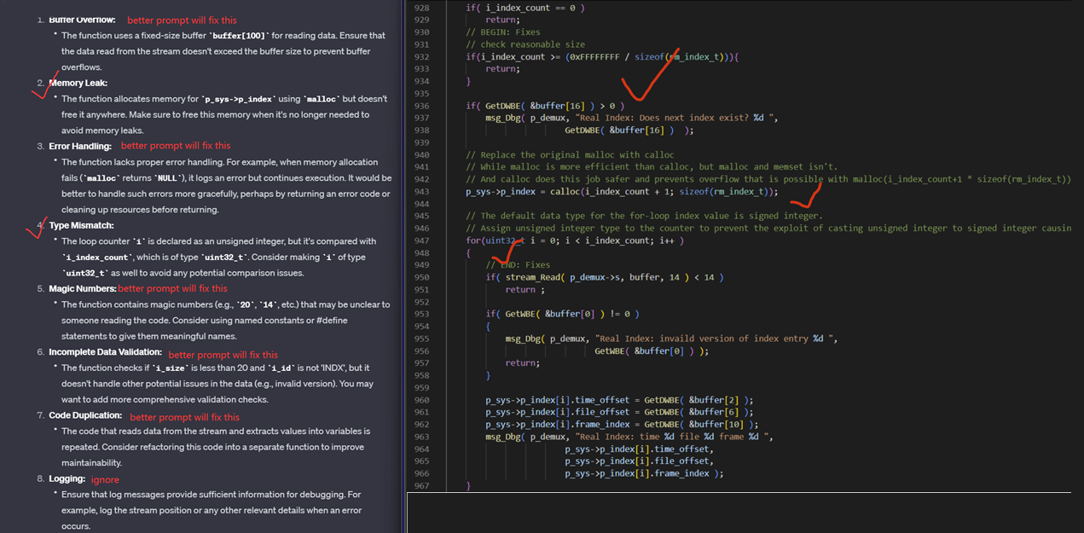 1. Buffer Overflow: better prompt will fix this
• The function uses a fixed-size buffer `buffer[100]` for reading data. Ensure that
the data read from the stream doesn't exceed the buffer size to prevent buffer
overflows.
2. Memory Leak:
• The function allocates memory for `p_sys->p_index` using `malloc` but doesn't
free it anywhere. Make sure to free this memory when it's no longer needed to
avoid memory leaks.
3. Error Handling: better prompt will fix this
• The function lacks proper error handling. For example, when memory allocation
fails (`malloc` returns `NULL`), it logs an error but continues execution. It would be
better to handle such errors more gracefully, perhaps by returning an error code or
cleaning up resources before returning.
4. Type Mismatch:
• The loop counter `i` is declared as an unsigned integer, but it's compared with
`i_index_count`, which is of type `uint32_t`. Consider making `i` of type
`uint32_t` as well to avoid any potential comparison issues.
5. Magic Numbers: better prompt will fix this
• The function contains magic numbers (e.g., `20`, `14`, etc.) that may be unclear to
someone reading the code. Consider using named constants or #define
statements to give them meaningful names.
6. Incomplete Data Validation: better prompt will fix this
• The function checks if `i_size` is less than 20 and `i_id` is not 'INDX', but it
doesn't handle other potential issues in the data (e.g., invalid version). You may
want to add more comprehensive validation checks.
7. Code Duplication: better prompt will fix this
• The code that reads data from the stream and extracts values into variables is
repeated. Consider refactoring this code into a separate function to improve
maintainability.
8. Logging: ignore
• Ensure that log messages provide sufficient information for debugging. For
example, log the stream position or any other relevant details when an error
occurs.
928 if( i_index_count == 0 )
929 return;
930 // BEGIN: Fixes
931 // check reasonable size
932 if(i_index_count >= (0xFFFFFFFF / sizeof(rm_index_t))){
933 return;
934 }
935
936 if( GetDWBE( &buffer[16] ) > 0 )
937 msg_Dbg( p_demux, "Real Index: Does next index exist? %d ",
938 GetDWBE( &buffer[16] ) );
939
940 // Replace the original malloc with calloc
941 // While malloc is more efficient than calloc, but malloc and memset isn't.
942 // And calloc does this job safer and prevents overflow that is possible with malloc(i_index_count+1 * sizeof(rm_index_t))
943 p_sys->p_index = calloc(i_index_count + 1; sizeof(rm_index_t));
944
945 // The default data type for the for-loop index value is signed integer.
946 // Assign unsigned integer type to the counter to prevent the exploit of casting unsigned integer to signed integer causin
947 for(uint32_t i = 0; i < i_index_count; i++ )
948 {
949 // END: Fixes
950 if( stream_Read( p_demux->s, buffer, 14 ) < 14 )
951 return ;
952
953 if( GetWBE( &buffer[0] ) != 0 )
954 {
955 msg_Dbg( p_demux, "Real Index: invaild version of index entry %d ",
956 GetWBE( &buffer[0] ) );
957 return;
958 }
959
960 p_sys->p_index[i].time_offset = GetDWBE( &buffer[2] );
961 p_sys->p_index[i].file_offset = GetDWBE( &buffer[6] );
962 p_sys->p_index[i].frame_index = GetDWBE( &buffer[10] );
963 msg_Dbg( p_demux, "Real Index: time %d file %d frame %d ",
964 p_sys->p_index[i].time_offset,
965 p_sys->p_index[i].file_offset,
966 p_sys->p_index[i].frame_index );
967 }